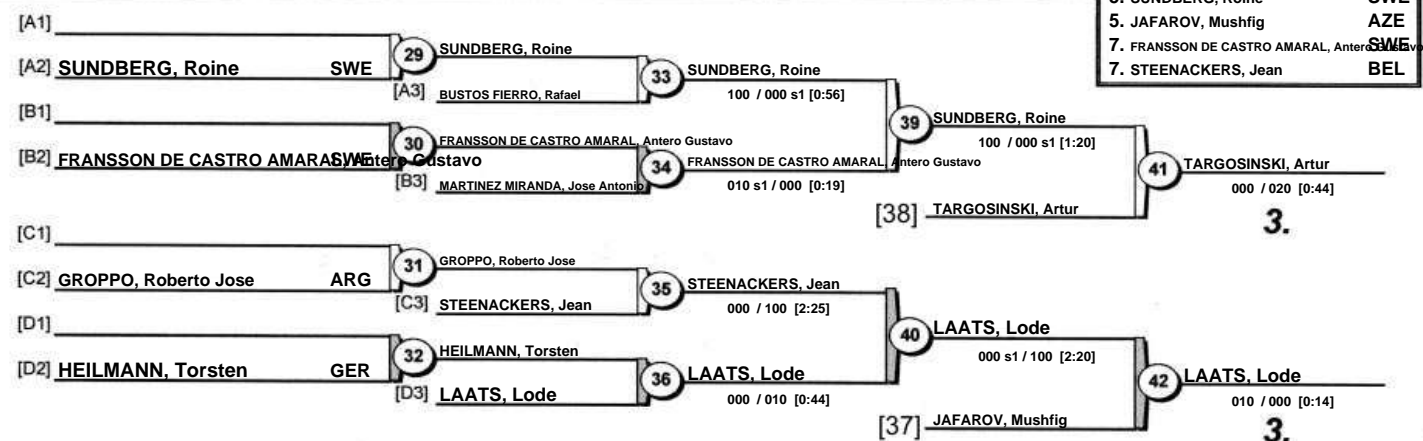 5. SUNDBERG, Roine SWE
5. JAFAROV, Mushfig AZE
7. FRANSSON DE CASTRO AMARAL, Antero Gustavo SWE
7. STEENACKERS, Jean BEL
[A1]
[A2] SUNDBERG, Roine SWE
29 SUNDBERG, Roine
[A3] BUSTOS FIERRO, Rafael
33 SUNDBERG, Roine
100 / 000 s1 [0:56]
[B1]
[B2] FRANSSON DE CASTRO AMARAL, Antero Gustavo SWE
30 FRANSSON DE CASTRO AMARAL, Antero Gustavo
[B3] MARTINEZ MIRANDA, Jose Antonio
34 FRANSSON DE CASTRO AMARAL, Antero Gustavo
010 s1 / 000 [0:19]
39 SUNDBERG, Roine
100 / 000 s1 [1:20]
[38] TARGOSINSKI, Artur
41 TARGOSINSKI, Artur
000 / 020 [0:44]
3.
[C1]
[C2] GROPPO, Roberto Jose ARG
31 GROPPO, Roberto Jose
[C3] STEENACKERS, Jean
35 STEENACKERS, Jean
000 / 100 [2:25]
[D1]
[D2] HEILMANN, Torsten GER
32 HEILMANN, Torsten
[D3] LAATS, Lode
36 LAATS, Lode
000 / 010 [0:44]
40 LAATS, Lode
000 s1 / 100 [2:20]
[37] JAFAROV, Mushfig
42 LAATS, Lode
010 / 000 [0:14]
3.